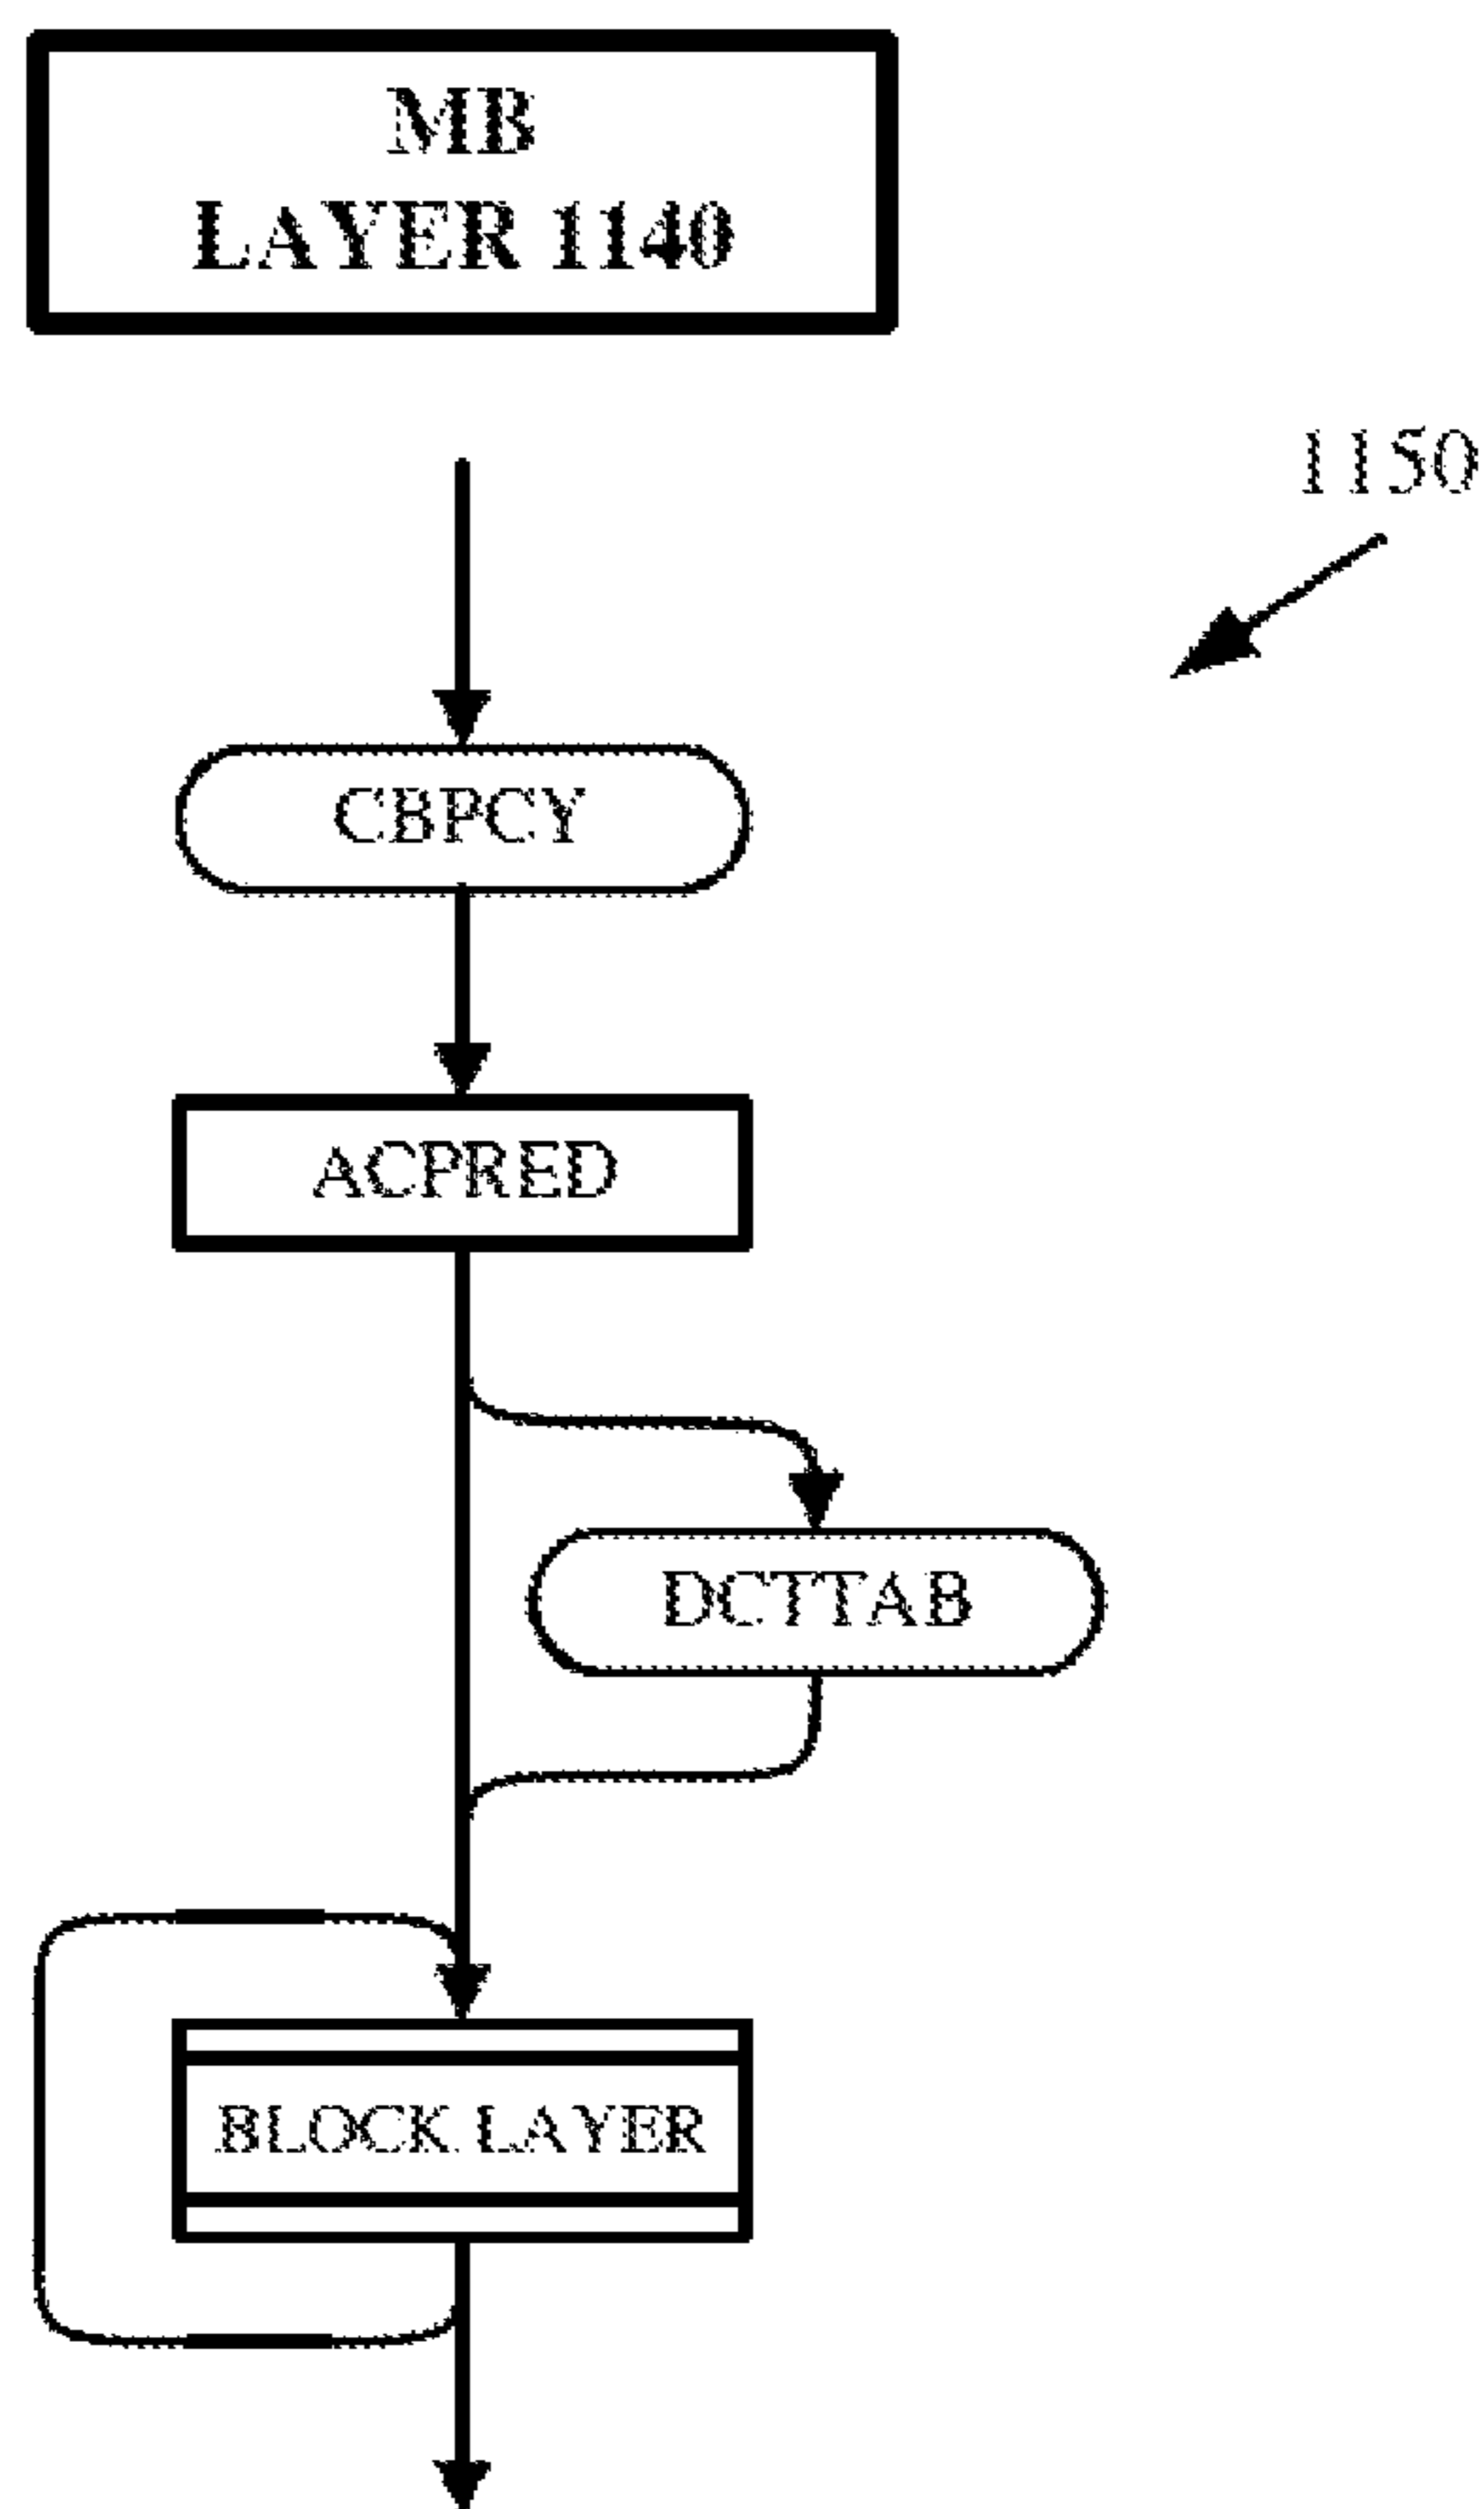 MB
LAYER 1140
1150
CBPCY
ACPRED
DCTTAB
BLOCK LAYER